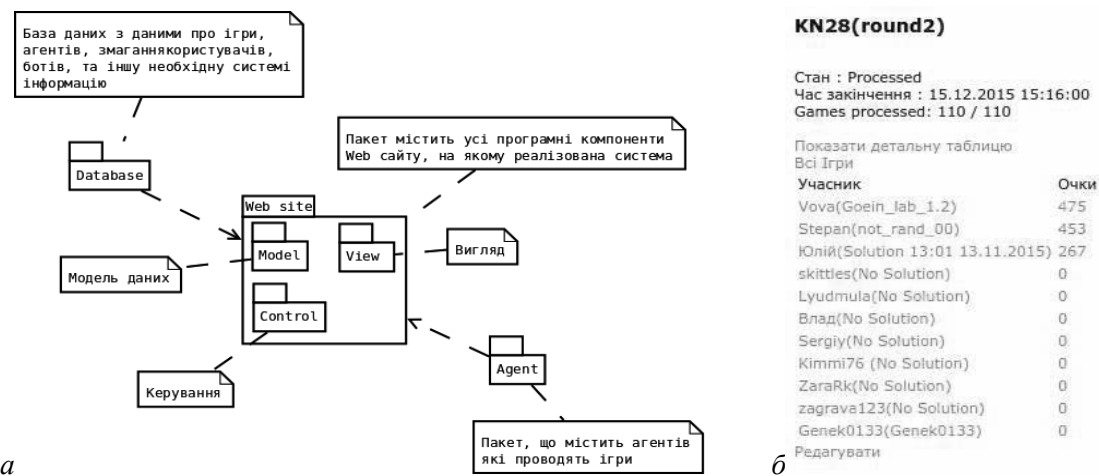 База даних з даними про ігри,
агентів, змаганнякористувачів,
ботів, та іншу необхідну системі
інформацію
Database
Пакет містить усі програмні компоненти
Web сайту, на якому реалізована система
Web site
Model
View
Вигляд
Модель даних
Control
Керування
Agent
Пакет, що містить агентів
які проводять ігри
а
KN28(round2)
Стан : Processed
Час закінчення : 15.12.2015 15:16:00
Games processed: 110 / 110
Показати детальну таблицю
Всі Ігри
Учасник Очки
Vova(Goein_lab_1.2) 475
Stepan(not_rand_00) 453
Юлій(Solution 13:01 13.11.2015) 267
skittles(No Solution) 0
Lyudmula(No Solution) 0
Влад(No Solution) 0
Sergiy(No Solution) 0
Kimmi76 (No Solution) 0
ZaraRk(No Solution) 0
zagrava123(No Solution) 0
Genek0133(Genek0133) 0
Редагувати
б